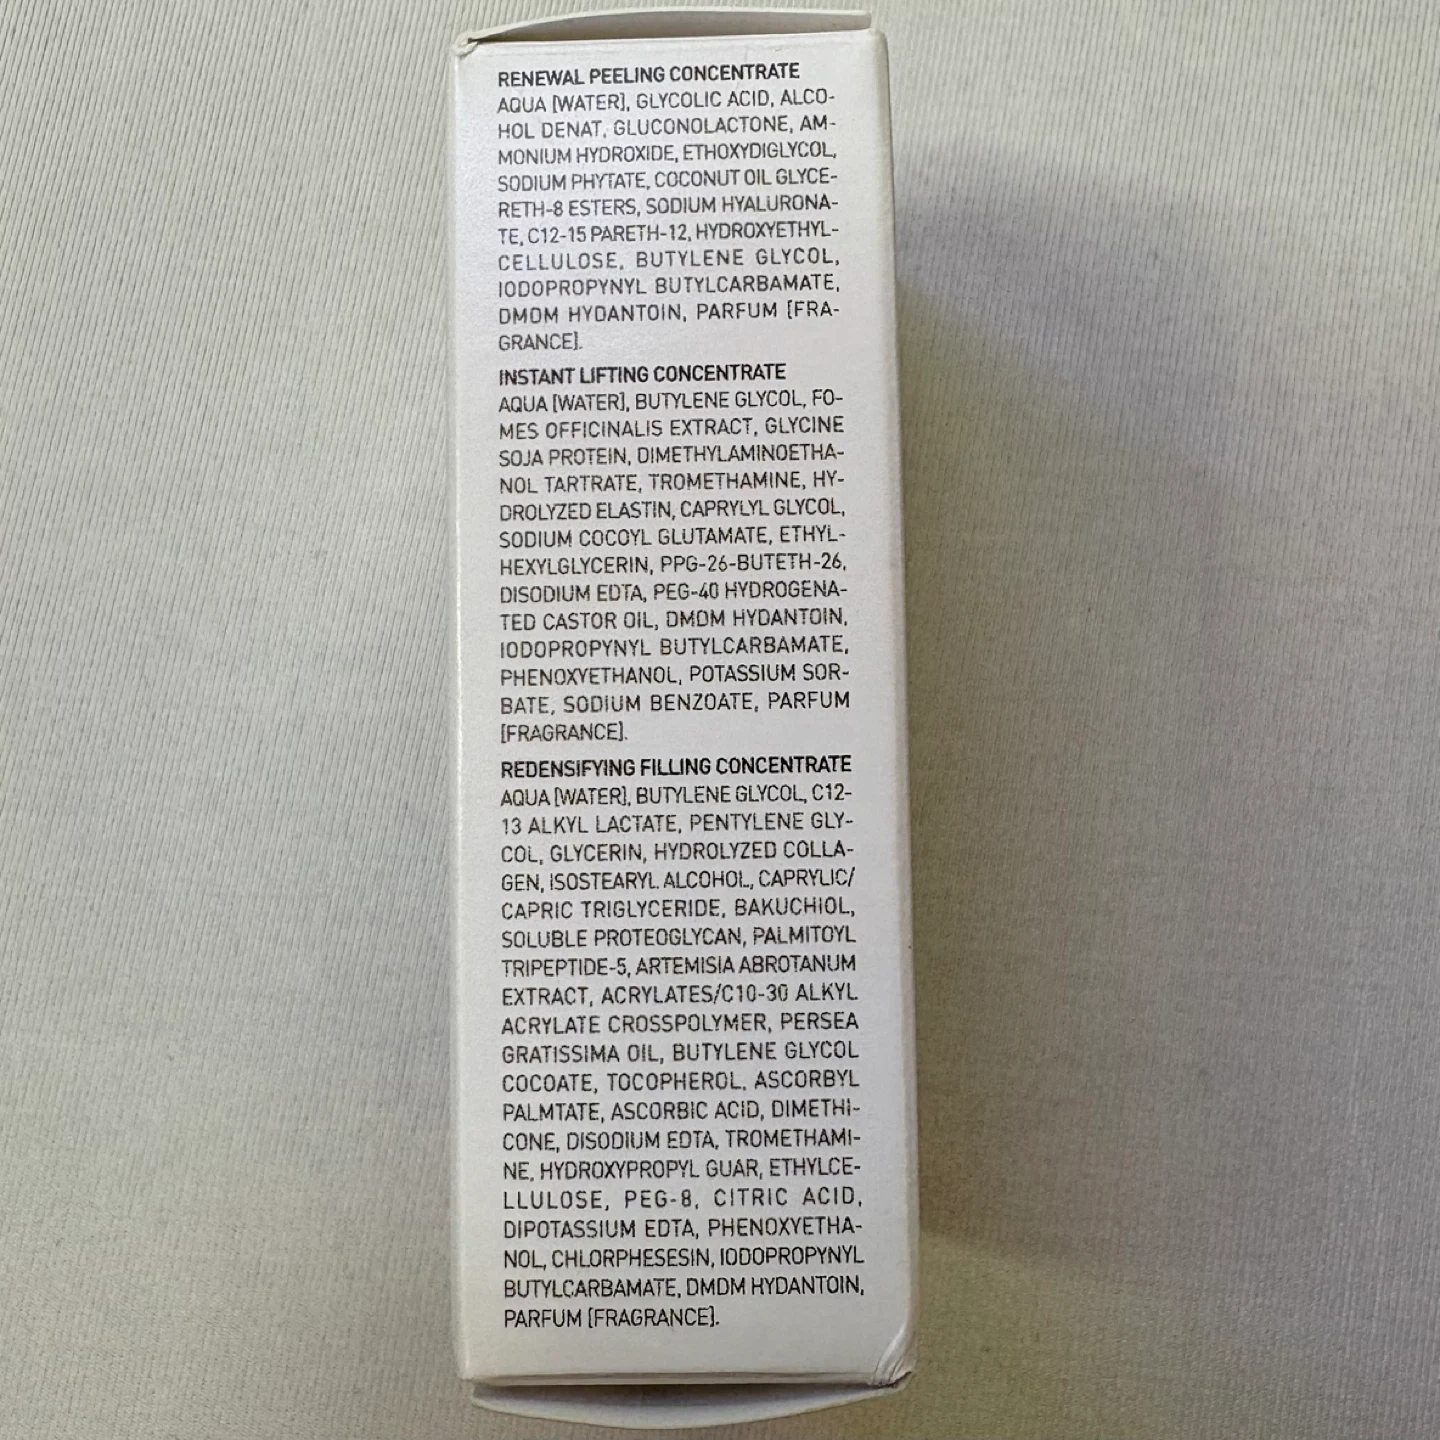 RENEWAL PEELING CONCENTRATE
AQUA [WATER], GLYCOLIC ACID, ALCO-
HOL DENAT, GLUCONOLACTONE, AM-
MONIUM HYDROXIDE, ETHOXYDIGLYCOL,
SODIUM PHYTATE, COCONUT OIL GLYCE-
RETH-8 ESTERS, SODIUM HYALURONA-
TE, C12-15 PARETH-12, HYDROXYETHYL-
CELLULOSE, BUTYLENE GLYCOL,
IODOPROPYNYL BUTYLCARBAMATE,
DMDM HYDANTOIN, PARFUM [FRA-
GRANCE].
INSTANT LIFTING CONCENTRATE
AQUA [WATER], BUTYLENE GLYCOL, FO-
MES OFFICINALIS EXTRACT, GLYCINE
SOJA PROTEIN, DIMETHYLAMINOETHA-
NOL TARTRATE, TROMETHAMINE, HY-
DROLYZED ELASTIN, CAPRYLYL GLYCOL,
SODIUM COCOYL GLUTAMATE, ETHYL-
HEXYLGLYCERIN, PPG-26-BUTETH-26,
DISODIUM EDTA, PEG-40 HYDROGENA-
TED CASTOR OIL, DMDM HYDANTOIN,
IODOPROPYNYL BUTYLCARBAMATE,
PHENOXYETHANOL, POTASSIUM SOR-
BATE, SODIUM BENZOATE, PARFUM
[FRAGRANCE].
REDENSIFYING FILLING CONCENTRATE
AQUA [WATER], BUTYLENE GLYCOL, C12-
13 ALKYL LACTATE, PENTYLENE GLY-
COL, GLYCERIN, HYDROLYZED COLLA-
GEN, ISOSTEARYL ALCOHOL, CAPRYLIC/
CAPRIC TRIGLYCERIDE, BAKUCHIOL,
SOLUBLE PROTEOGLYCAN, PALMITOYL
TRIPEPTIDE-5, ARTEMISIA ABROTANUM
EXTRACT, ACRYLATES/C10-30 ALKYL
ACRYLATE CROSSPOLYMER, PERSEA
GRATISSIMA OIL, BUTYLENE GLYCOL
COCOATE, TOCOPHEROL, ASCORBYL
PALMTATE, ASCORBIC ACID, DIMETHI-
CONE, DISODIUM EDTA, TROMETHAMI-
NE, HYDROXYPROPYL GUAR, ETHYLCE-
LLULOSE, PEG-8, CITRIC ACID,
DIPOTASSIUM EDTA, PHENOXYETHA-
NOL, CHLORPHESESIN, IODOPROPYNYL
BUTYLCARBAMATE, DMDM HYDANTOIN,
PARFUM [FRAGRANCE].